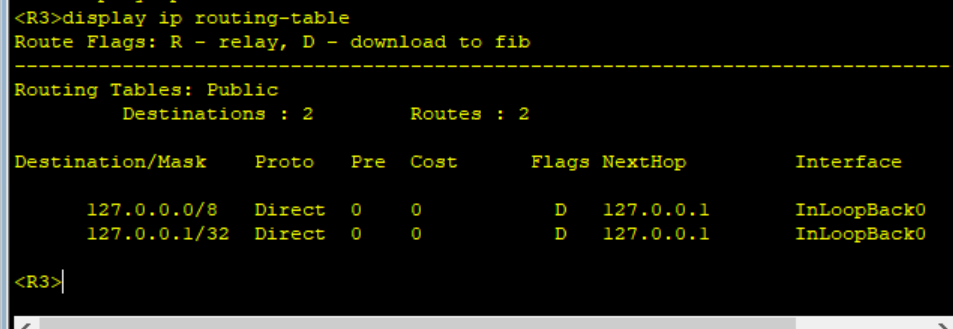 <R3>display ip routing-table
Route Flags: R - relay, D - download to fib
------------------------------------------------------------------------------
Routing Tables: Public
         Destinations : 2        Routes : 2

Destination/Mask    Proto   Pre  Cost      Flags NextHop         Interface

      127.0.0.0/8   Direct  0    0           D   127.0.0.1       InLoopBack0
      127.0.0.1/32  Direct  0    0           D   127.0.0.1       InLoopBack0

<R3>